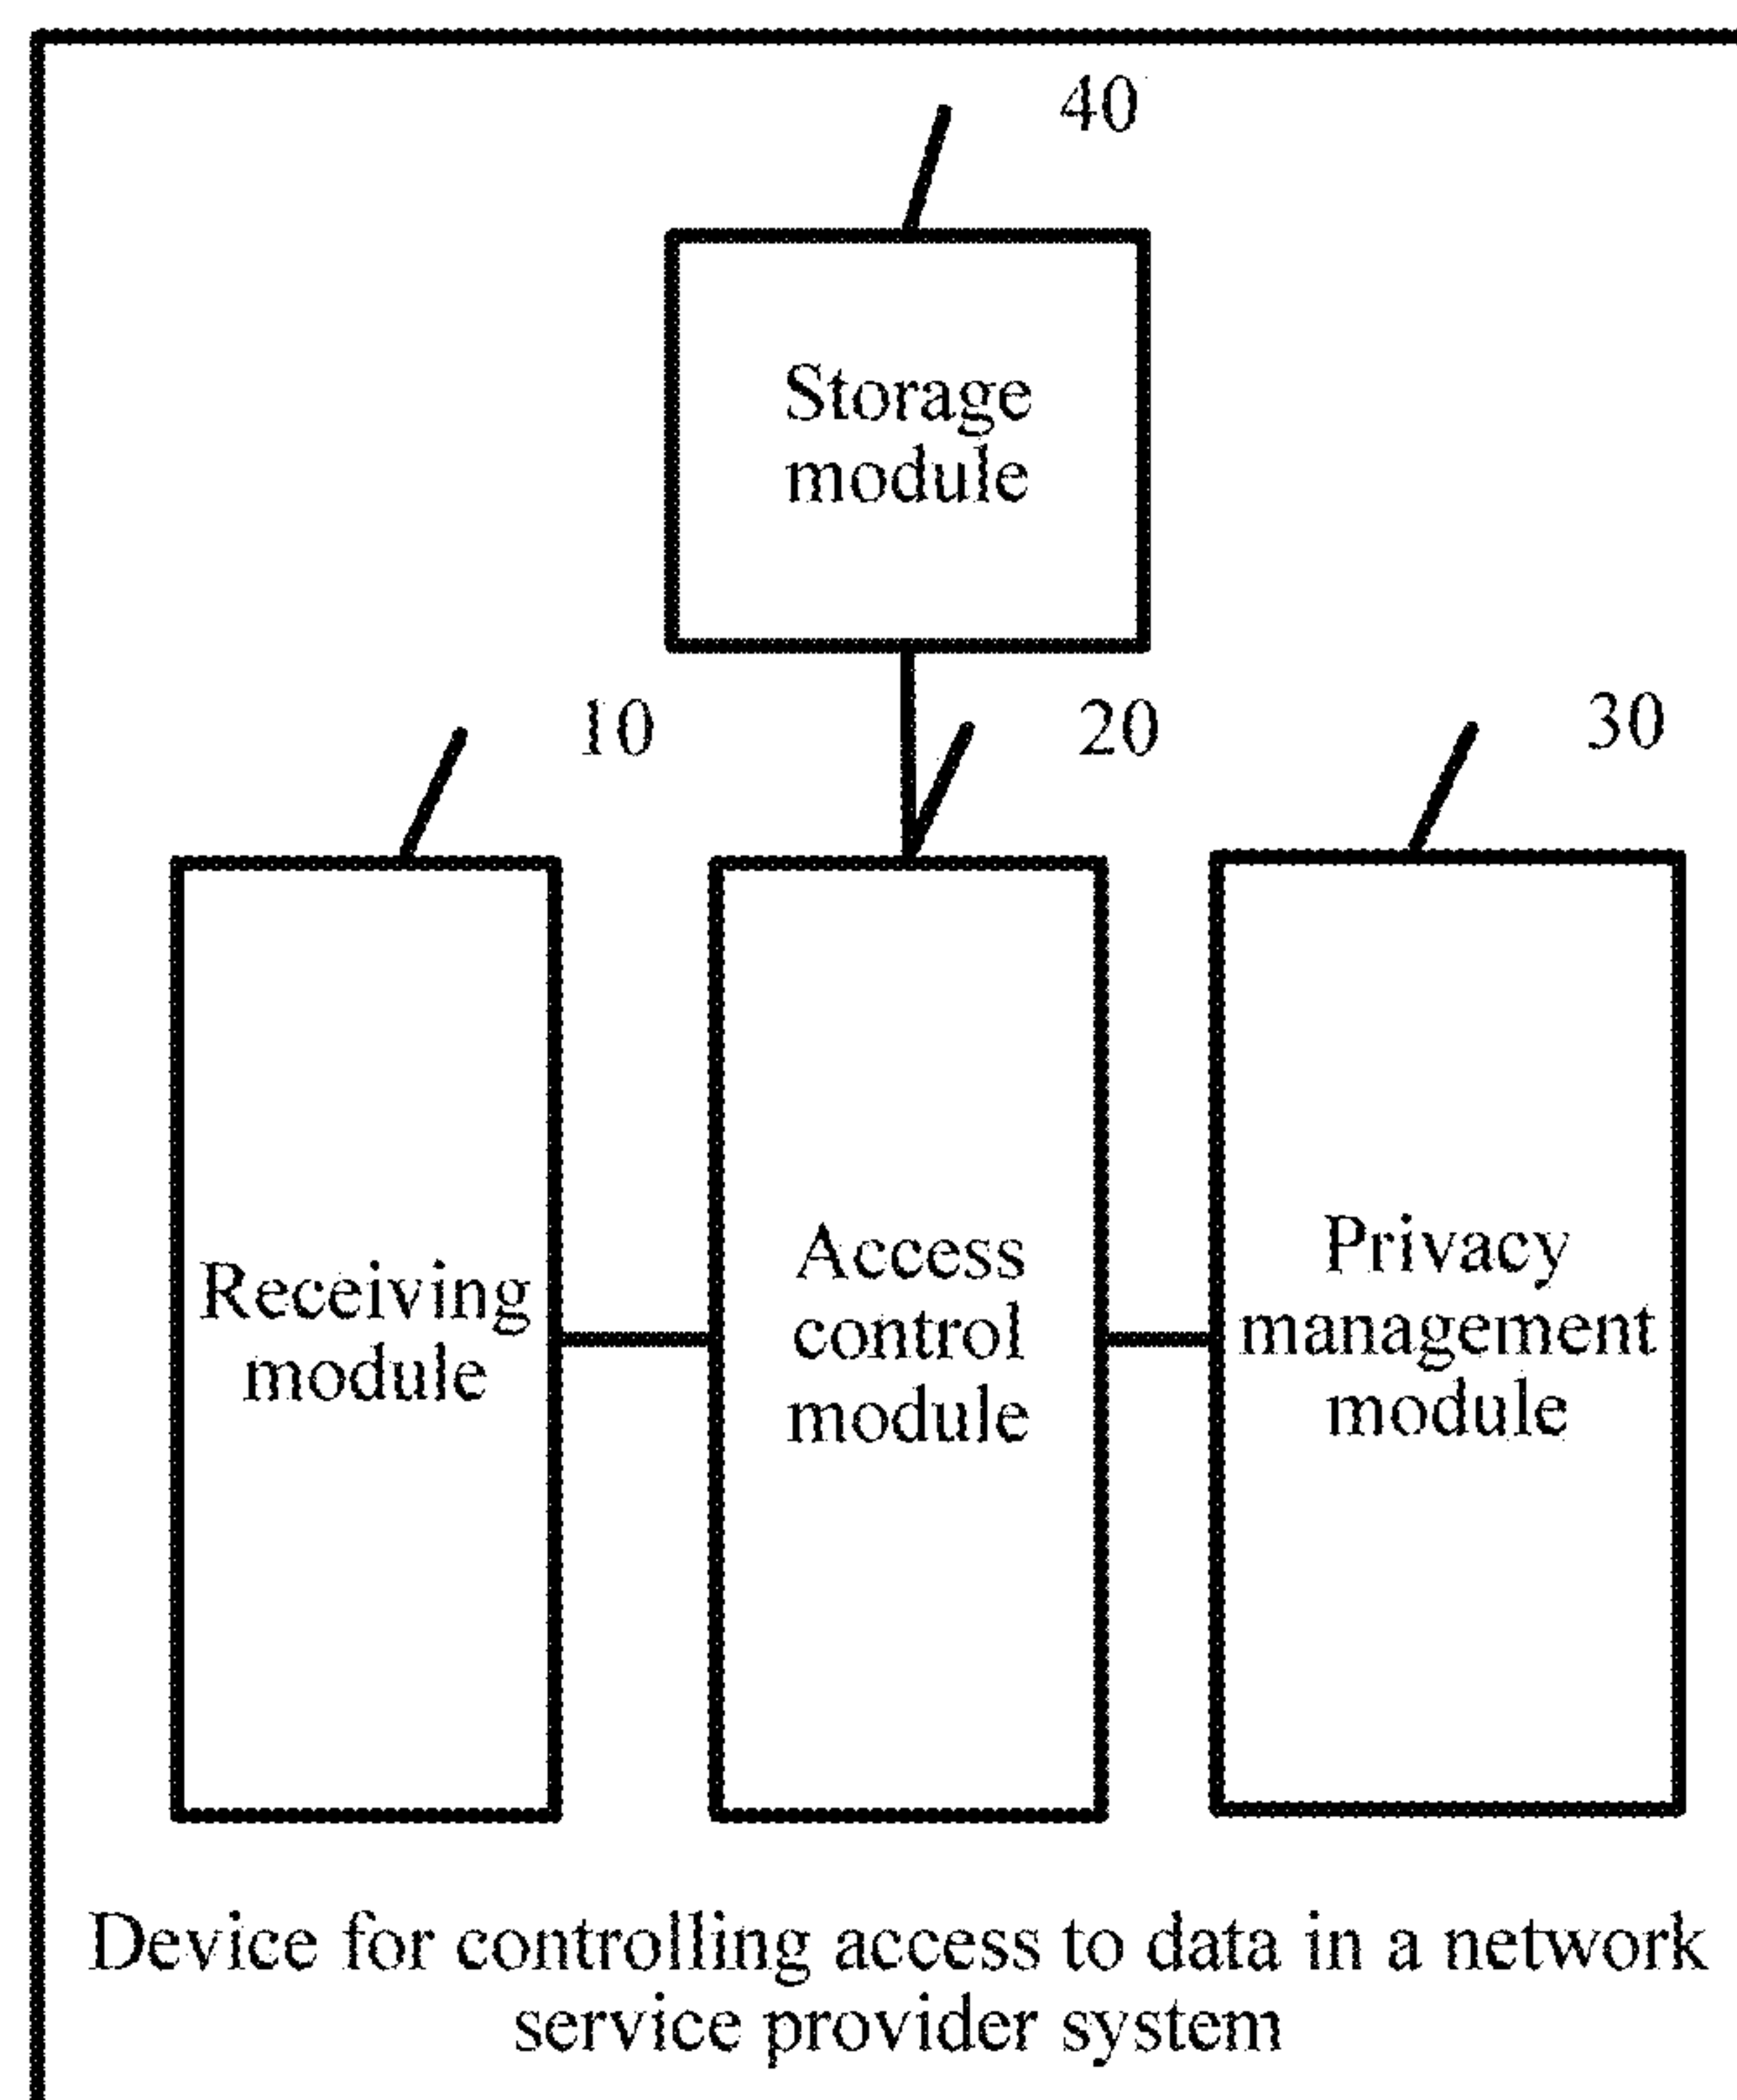 40
Storage
module
10
20
30
Receiving
module
Access
control
module
Privacy
management
module
Device for controlling access to data in a network
service provider system